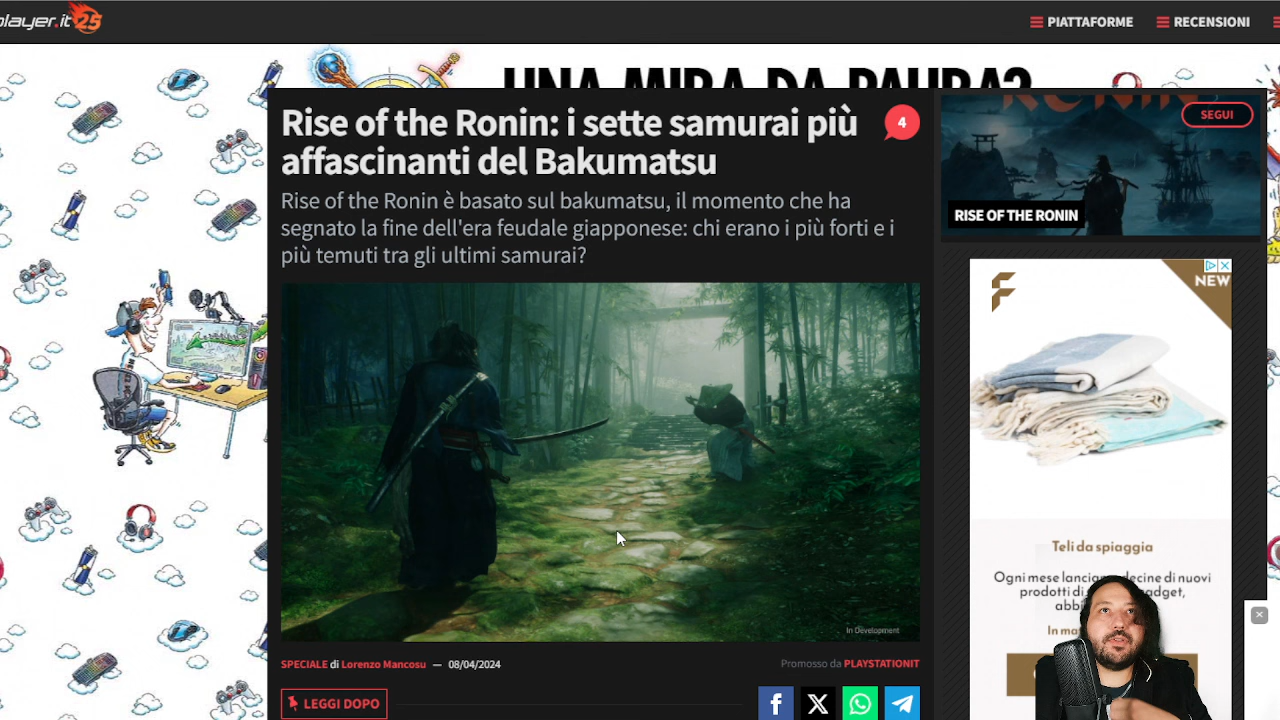 player.it 25
PIATTAFORME
RECENSIONI
UNA MIRA DA PAURA?
Rise of the Ronin: i sette samurai più
affascinanti del Bakumatsu
4
Rise of the Ronin è basato sul bakumatsu, il momento che ha
segnato la fine dell'era feudale giapponese: chi erano i più forti e i
più temuti tra gli ultimi samurai?
In Development
SPECIALE di Lorenzo Mancosu — 08/04/2024
Promosso da PLAYSTATIONIT
LEGGI DOPO
RONIN
SEGUI
RISE OF THE RONIN
NEW
Teli da spiaggia
Ogni mese lanciamo decine di nuovi
prodotti di
In